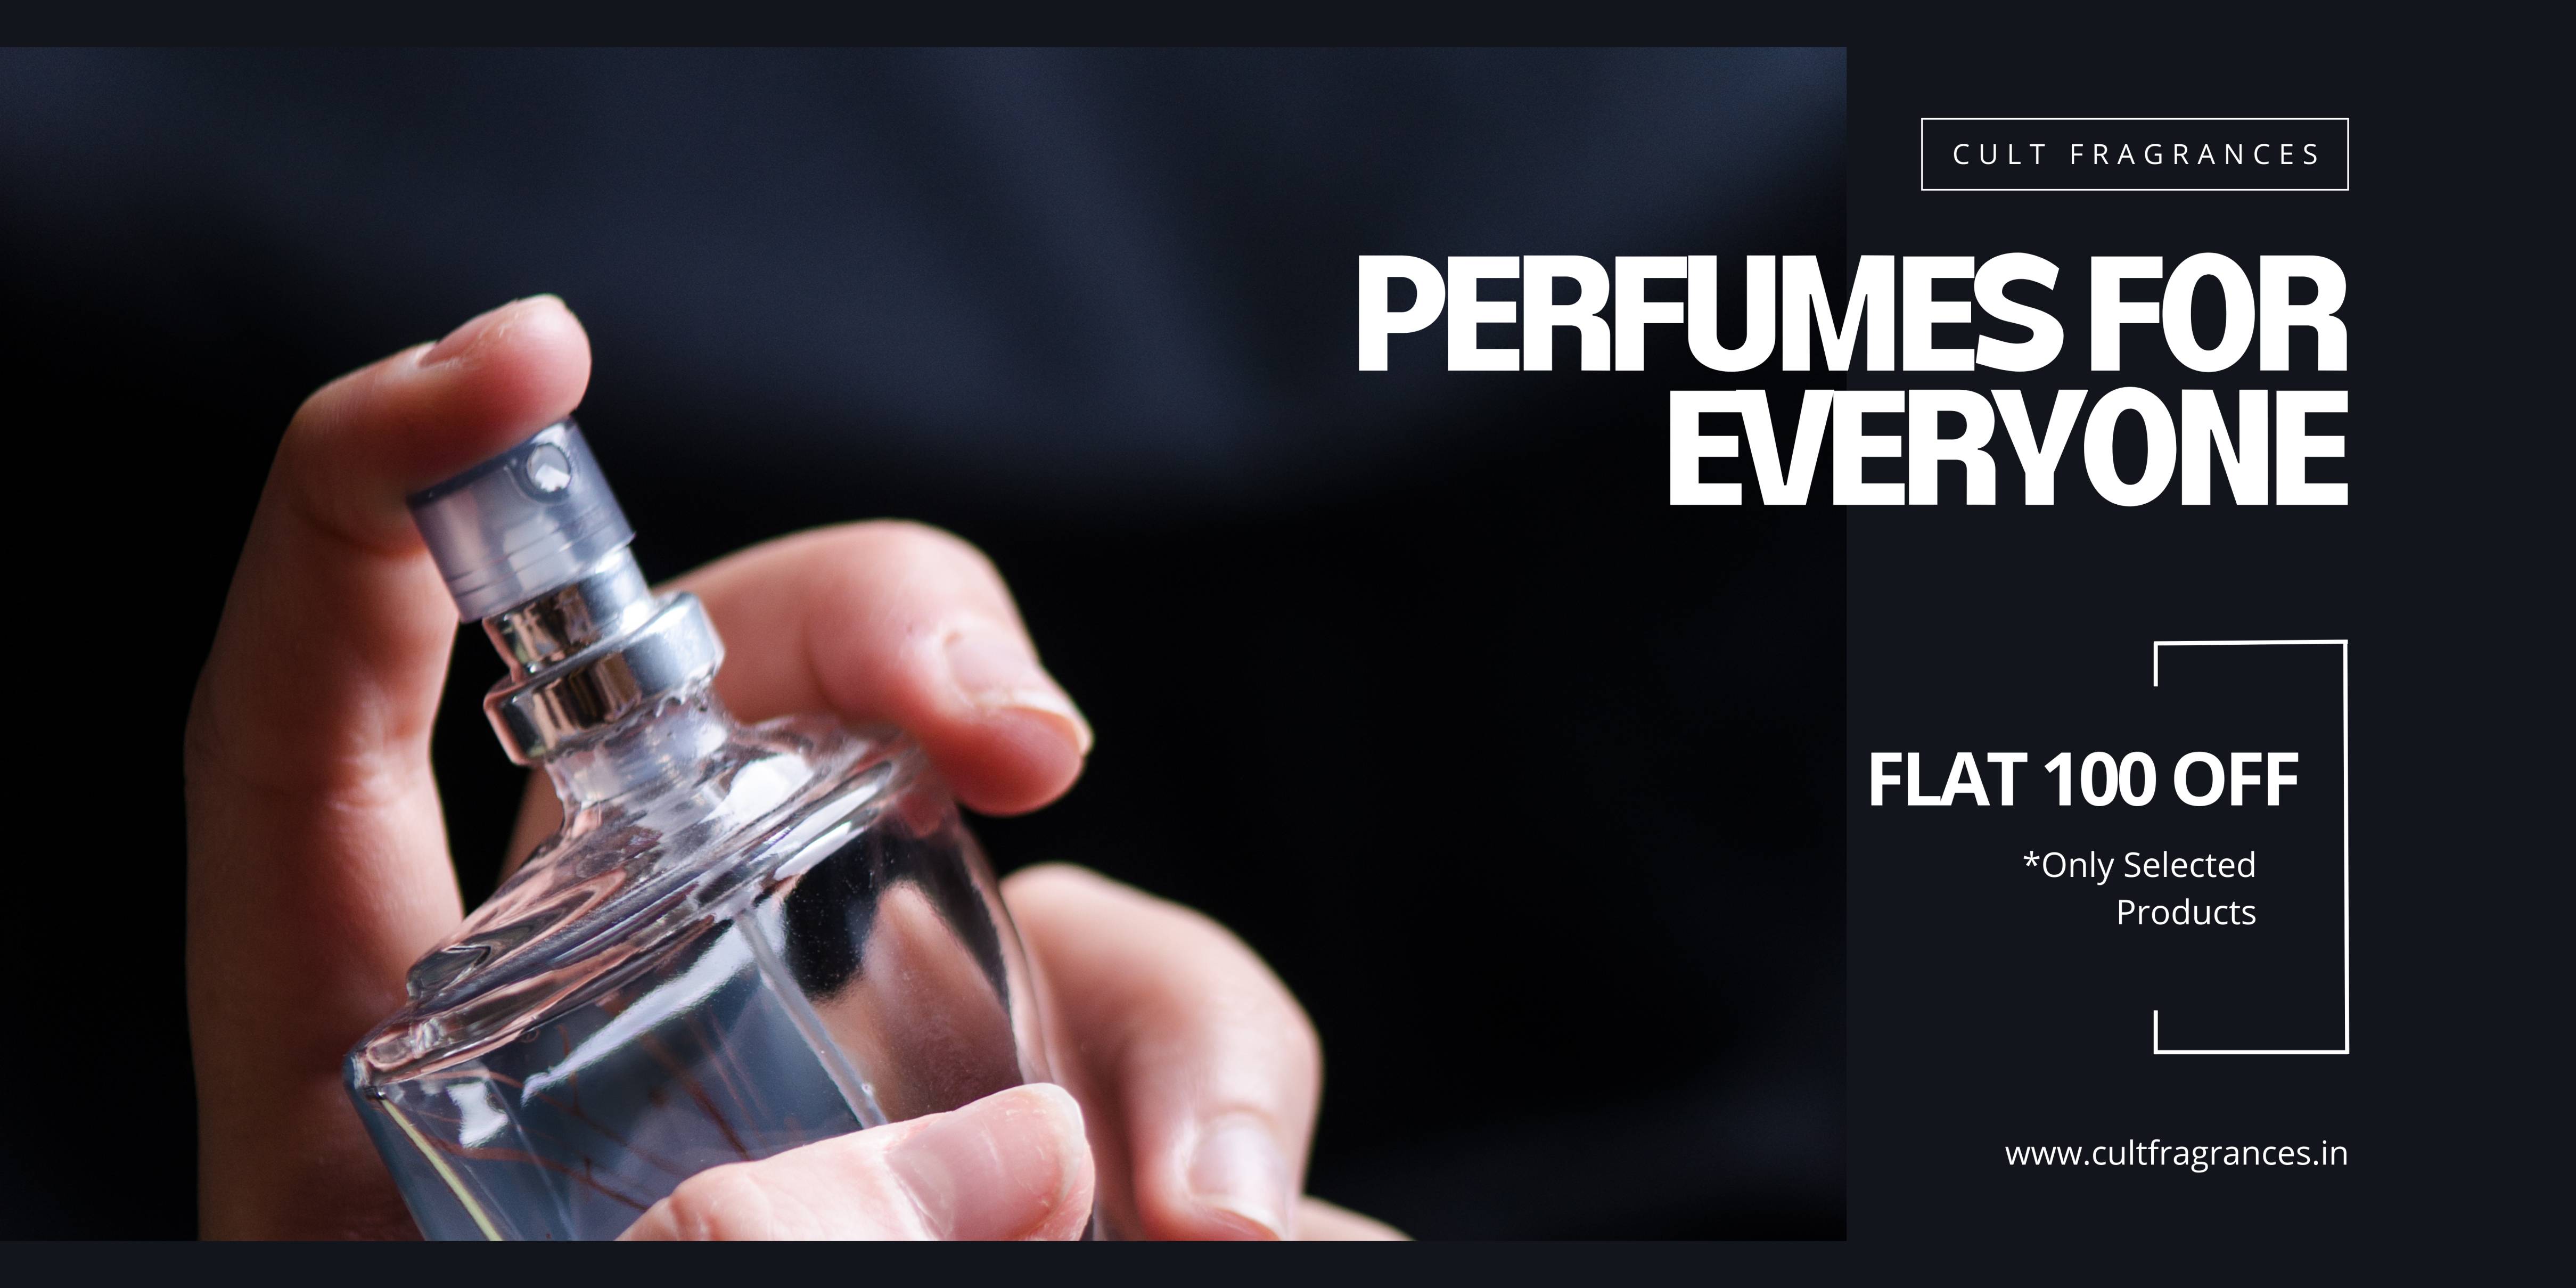 CULT FRAGRANCES
PERFUMES FOR
EVERYONE
FLAT 100 OFF
*Only Selected
Products
www.cultfragrances.in